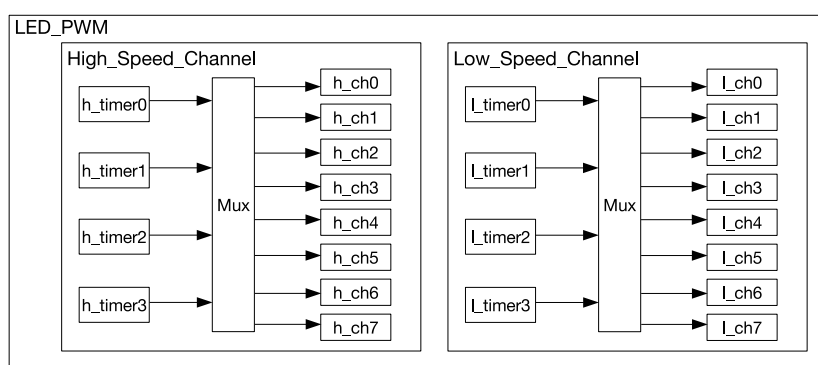 LED_PWM
High_Speed_Channel
h_timer0
h_timer1
h_timer2
h_timer3
Mux
h_ch0
h_ch1
h_ch2
h_ch3
h_ch4
h_ch5
h_ch6
h_ch7
Low_Speed_Channel
l_timer0
l_timer1
l_timer2
l_timer3
Mux
l_ch0
l_ch1
l_ch2
l_ch3
l_ch4
l_ch5
l_ch6
l_ch7